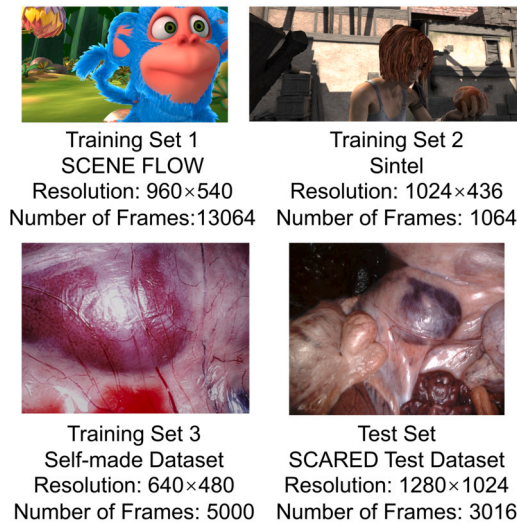 Training Set 1
SCENE FLOW
Resolution: 960×540
Number of Frames:13064
Training Set 2
Sintel
Resolution: 1024×436
Number of Frames: 1064
Training Set 3
Self-made Dataset
Resolution: 640×480
Number of Frames: 5000
Test Set
SCARED Test Dataset
Resolution: 1280×1024
Number of Frames: 3016